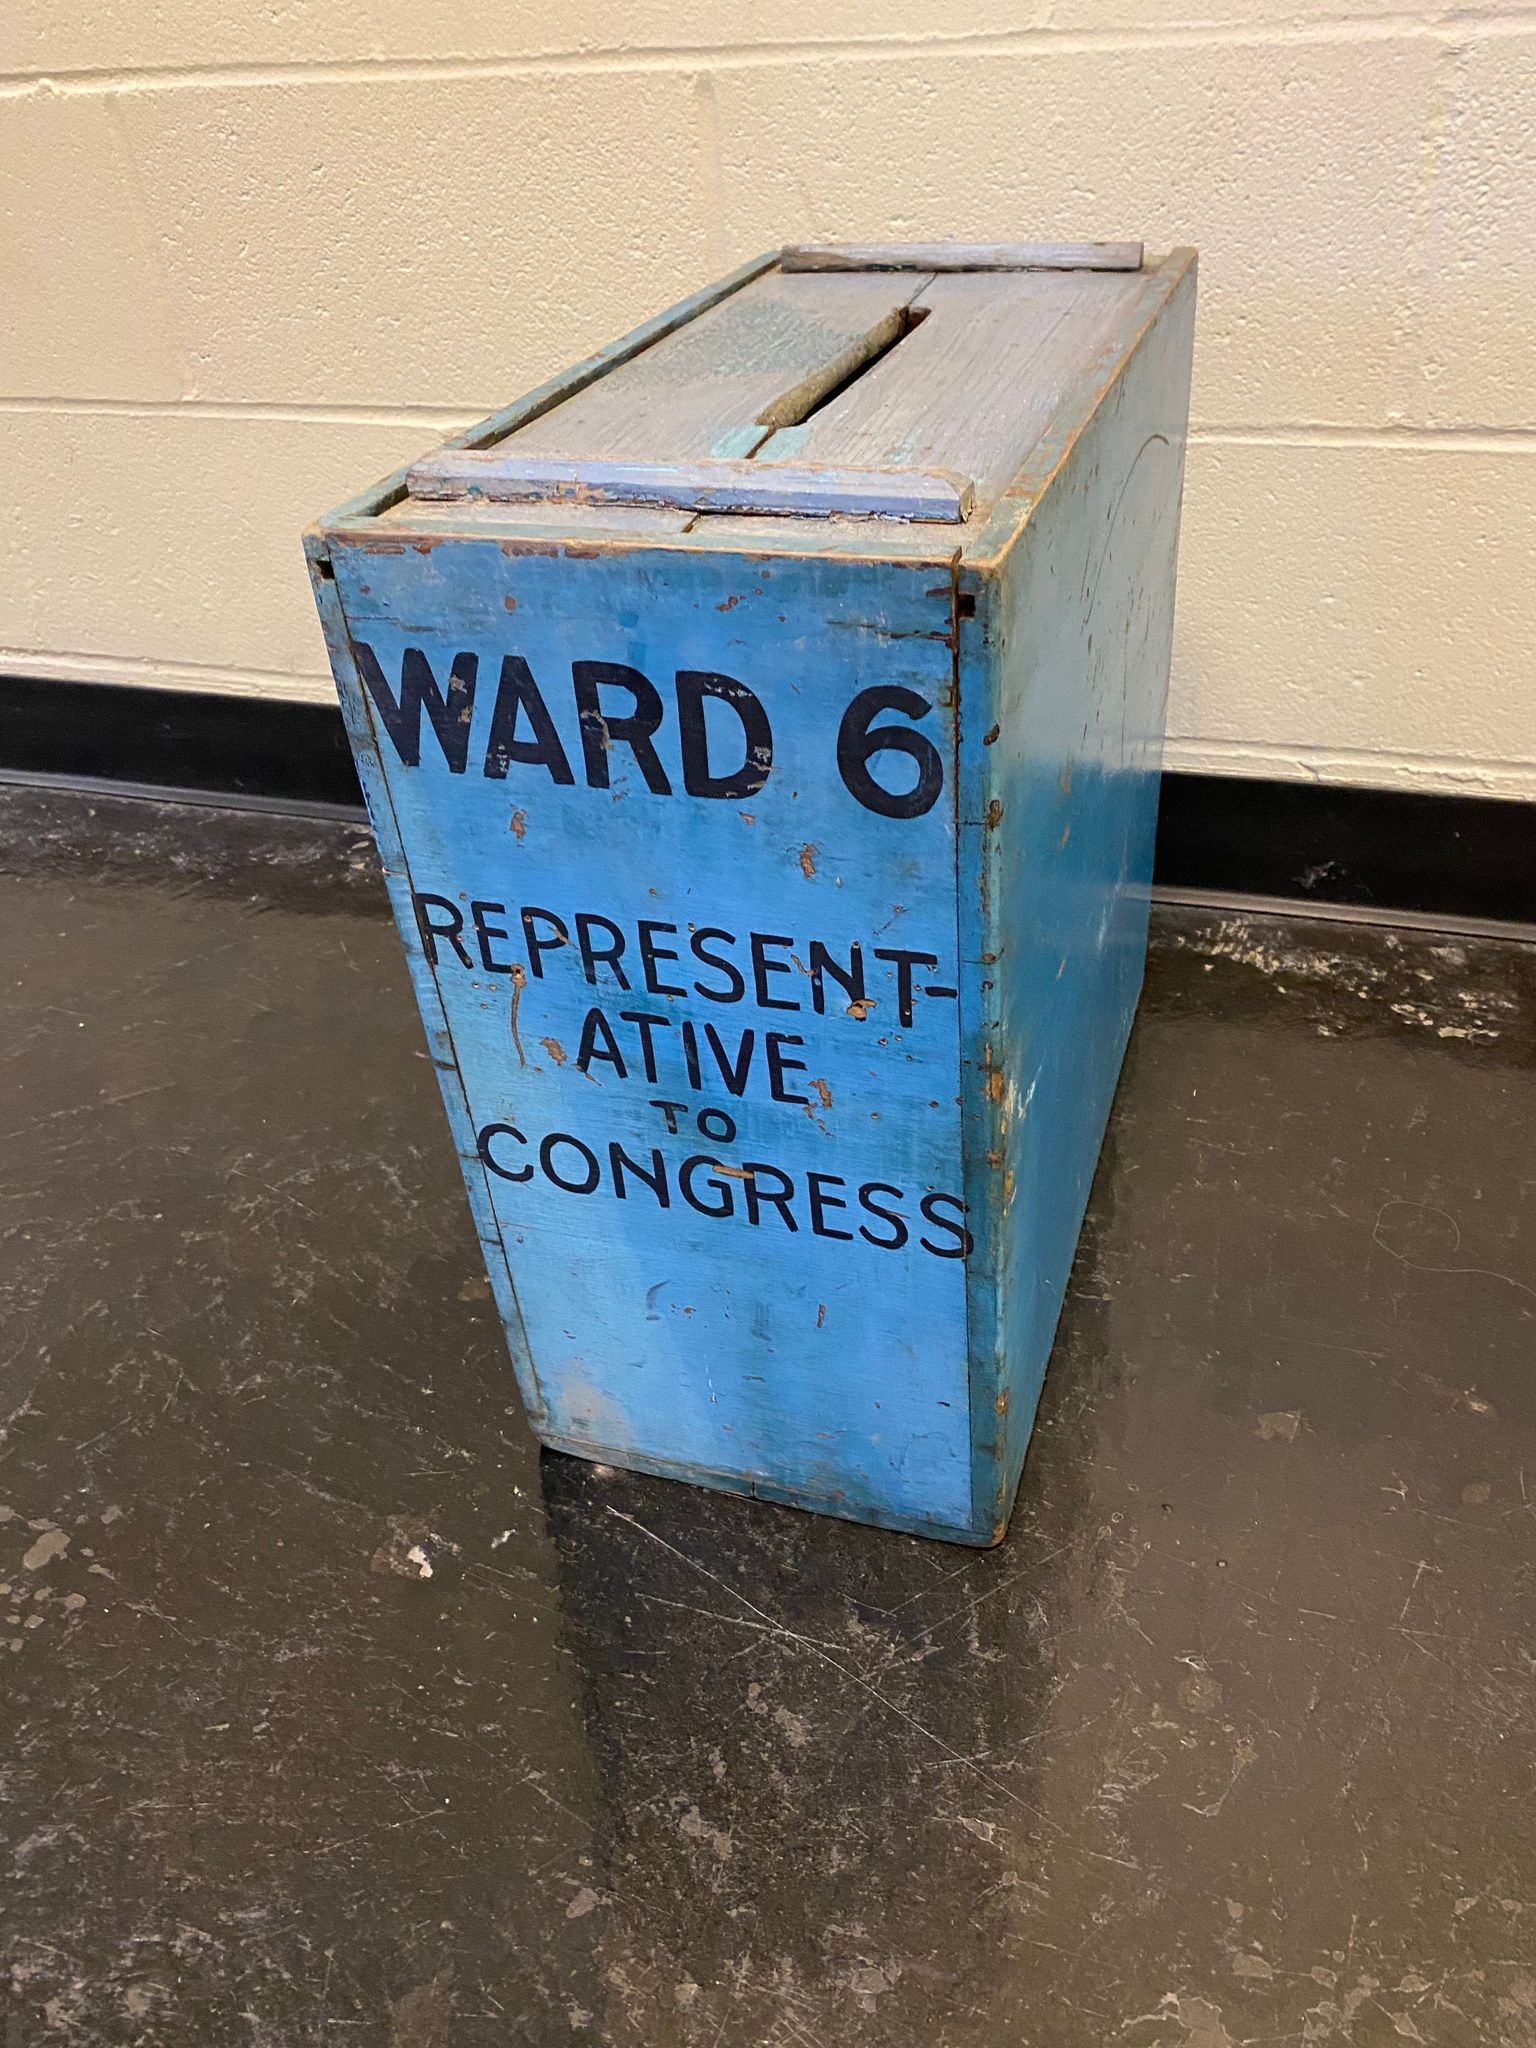 WARD 6
REPRESENT-
ATIVE
TO
CONGRESS